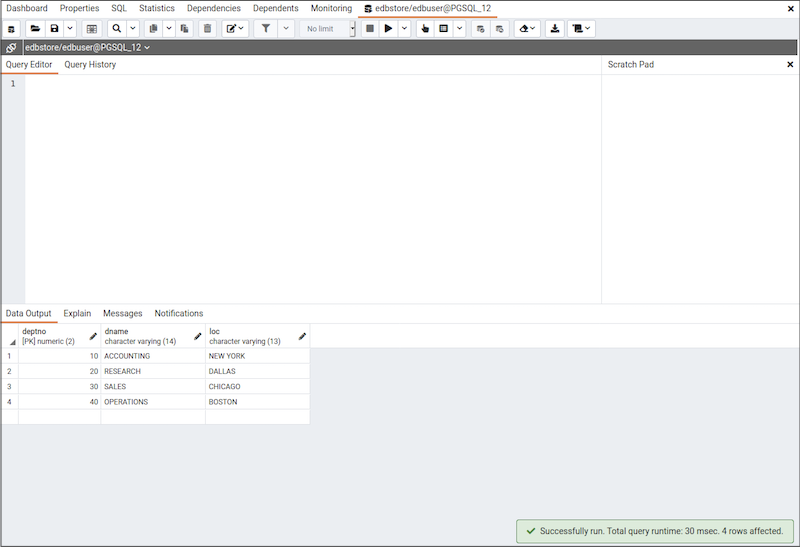 Dashboard Properties SQL Statistics Dependencies Dependents Monitoring edbstore/edbuser@PGSQL_12
No limit
edbstore/edbuser@PGSQL_12
Query Editor Query History Scratch Pad
1
Data Output Explain Messages Notifications
deptno dname loc
[PK] numeric (2) character varying (14) character varying (13)
1 10 ACCOUNTING NEW YORK
2 20 RESEARCH DALLAS
3 30 SALES CHICAGO
4 40 OPERATIONS BOSTON
Successfully run. Total query runtime: 30 msec. 4 rows affected.